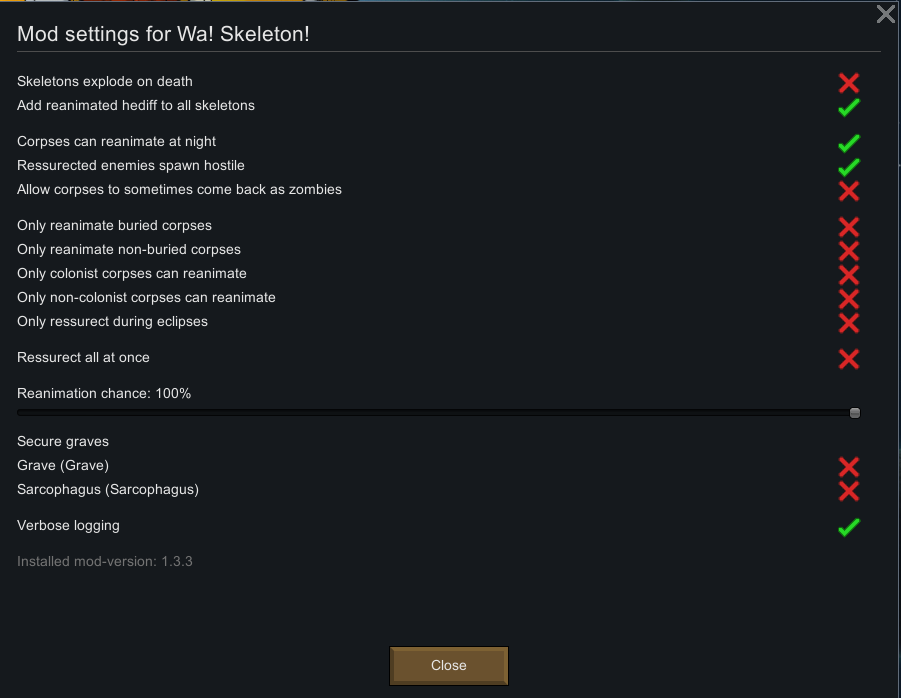 Mod settings for Wa! Skeleton!
Skeletons explode on death
Add reanimated hediff to all skeletons
Corpses can reanimate at night
Ressurected enemies spawn hostile
Allow corpses to sometimes come back as zombies
Only reanimate buried corpses
Only reanimate non-buried corpses
Only colonist corpses can reanimate
Only non-colonist corpses can reanimate
Only ressurect during eclipses
Ressurect all at once
Reanimation chance: 100%
Secure graves
Grave (Grave)
Sarcophagus (Sarcophagus)
Verbose logging
Installed mod-version: 1.3.3
Close